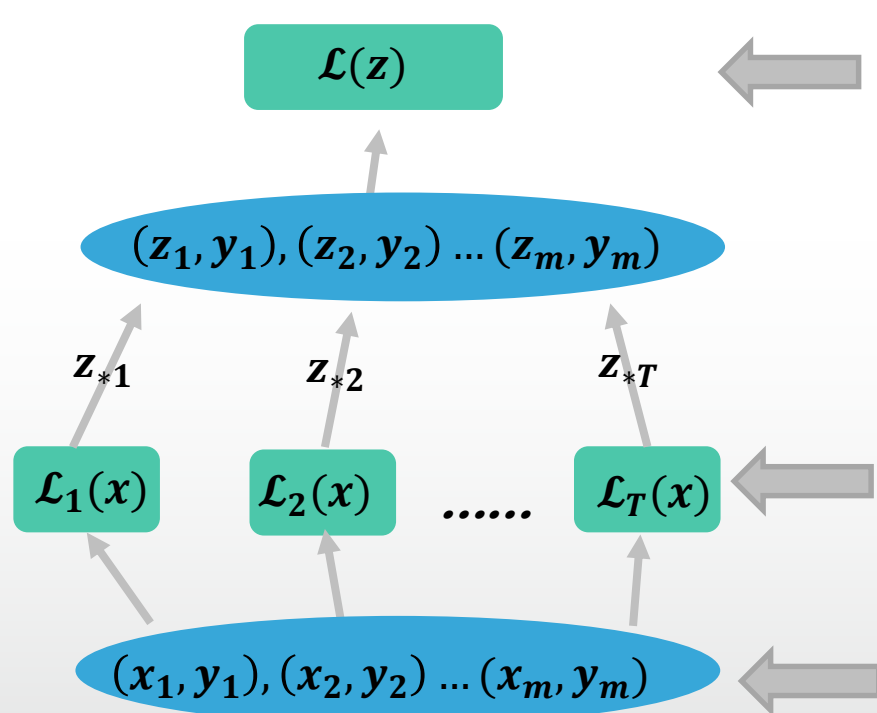 𝓛(z)
(z₁, y₁), (z₂, y₂) ... (zₘ, yₘ)
z∗₁ z∗₂ z∗T
𝓛₁(x) 𝓛₂(x) ...... 𝓛T(x)
(x₁, y₁), (x₂, y₂) ... (xₘ, yₘ)